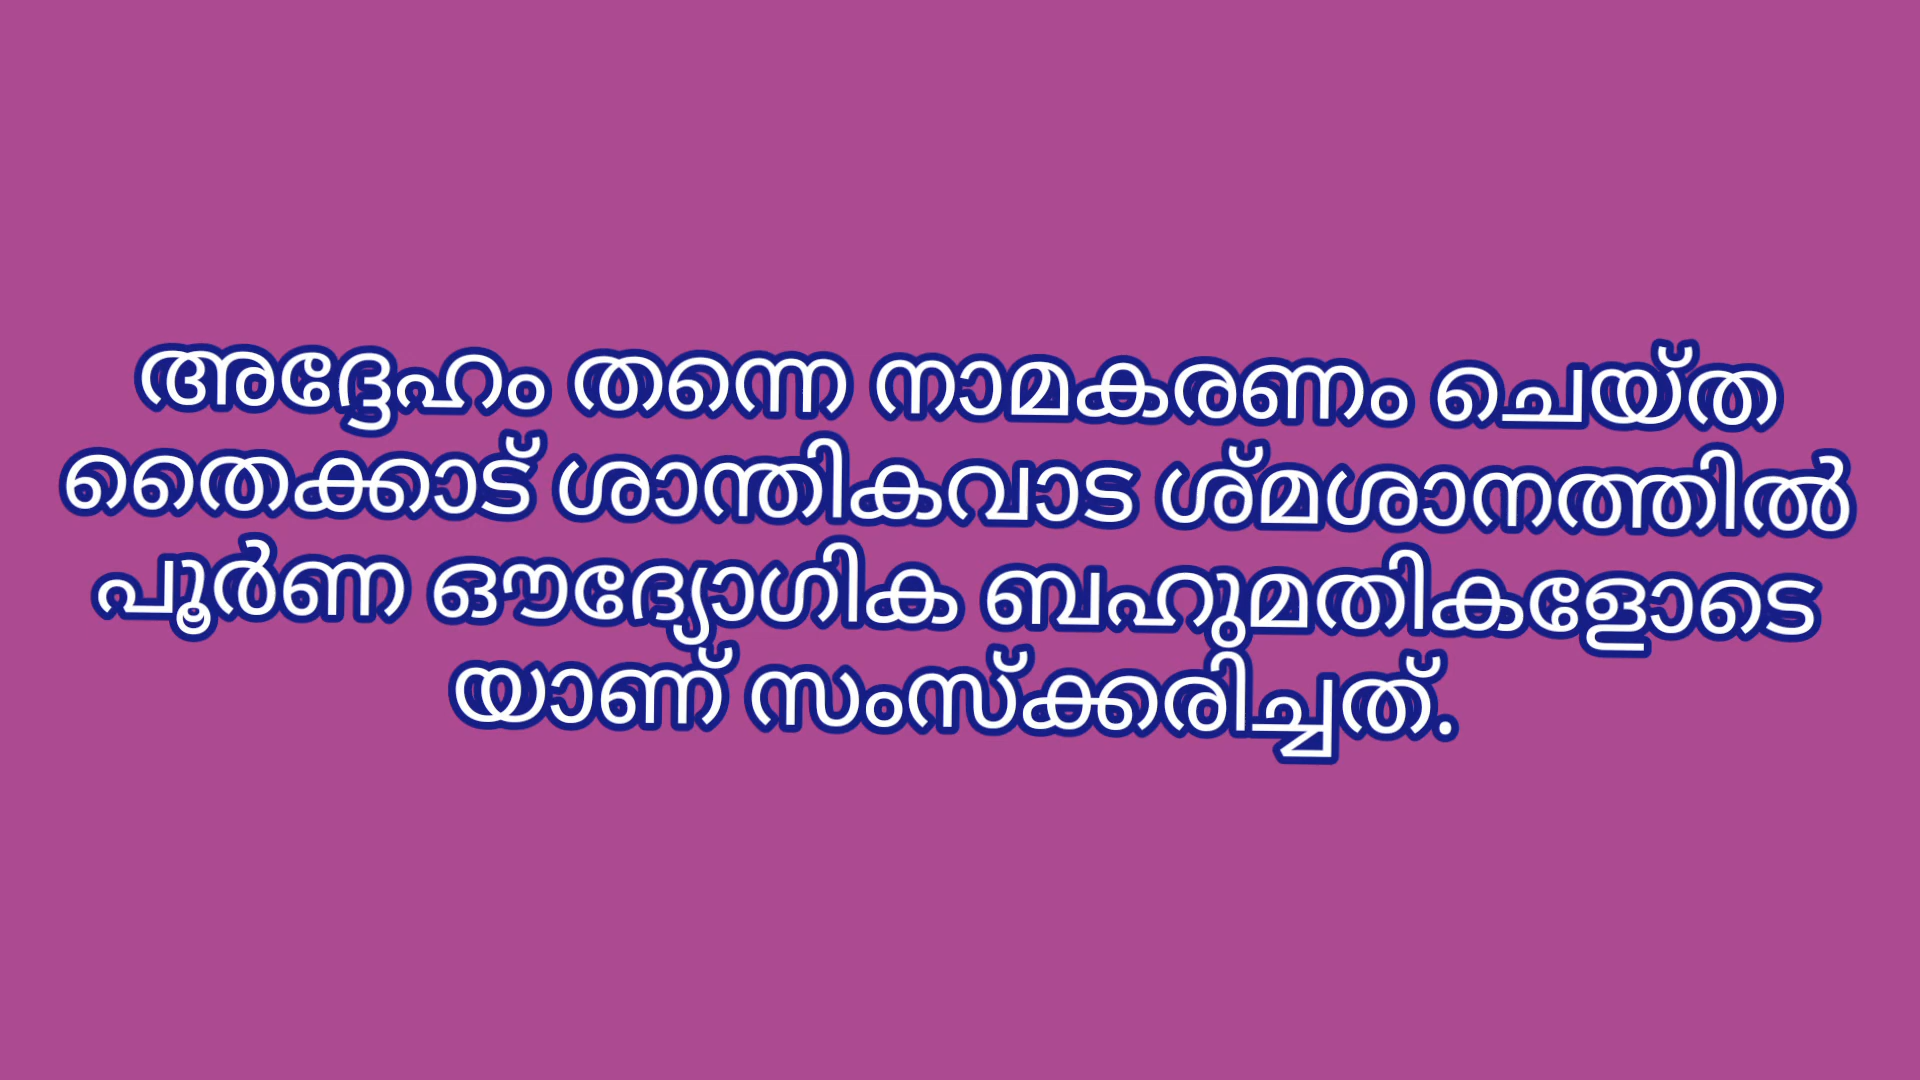 അദ്ദേഹം തന്നെ നാമകരണം ചെയ്ത
തൈക്കാട് ശാന്തികവാട ശ്മശാനത്തിൽ
പൂർണ ഔദ്യോഗിക ബഹുമതികളോടെ
യാണ് സംസ്ക്കരിച്ചത്.